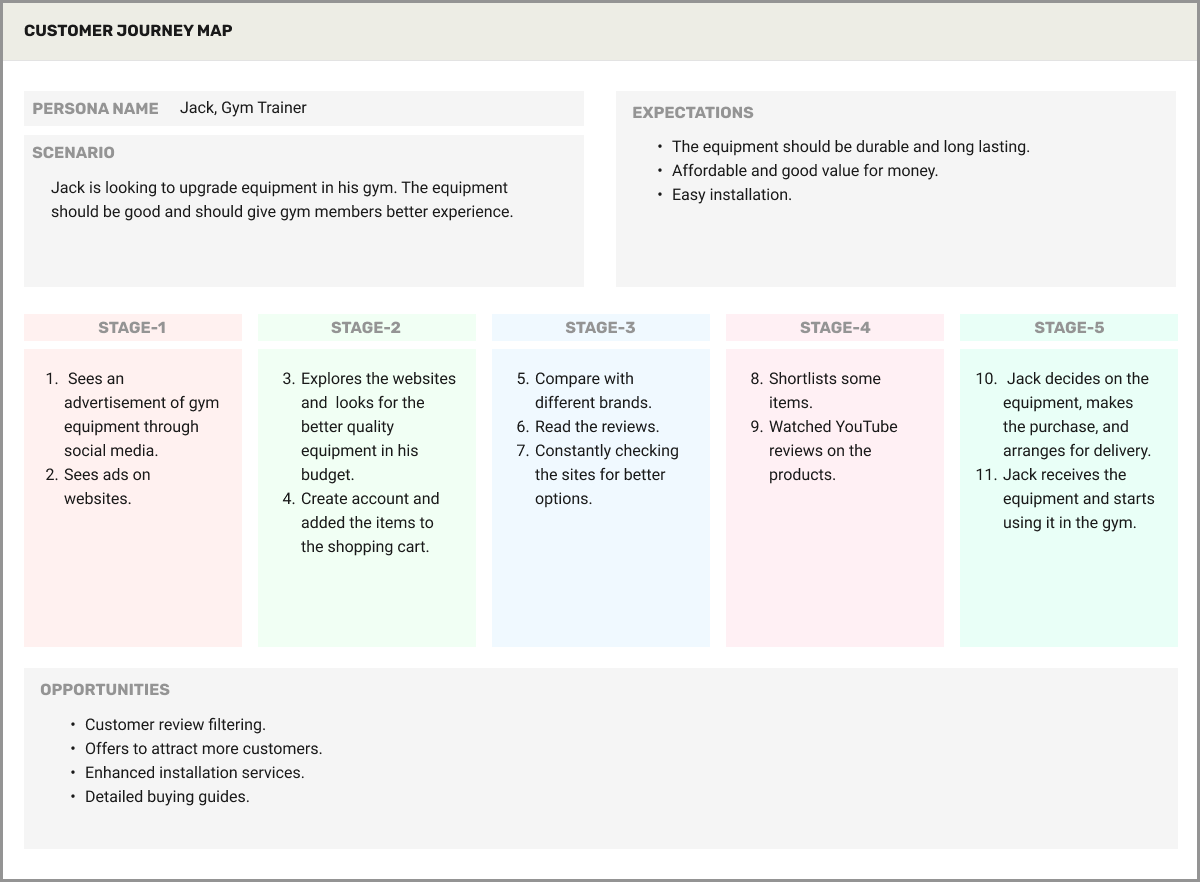 CUSTOMER JOURNEY MAP
PERSONA NAME Jack, Gym Trainer
SCENARIO
Jack is looking to upgrade equipment in his gym. The equipment
should be good and should give gym members better experience.
EXPECTATIONS
• The equipment should be durable and long lasting.
• Affordable and good value for money.
• Easy installation.
STAGE-1
1. Sees an
advertisement of gym
equipment through
social media.
2. Sees ads on
websites.
STAGE-2
3. Explores the websites
and looks for the
better quality
equipment in his
budget.
4. Create account and
added the items to
the shopping cart.
STAGE-3
5. Compare with
different brands.
6. Read the reviews.
7. Constantly checking
the sites for better
options.
STAGE-4
8. Shortlists some
items.
9. Watched YouTube
reviews on the
products.
STAGE-5
10. Jack decides on the
equipment, makes
the purchase, and
arranges for delivery.
11. Jack receives the
equipment and starts
using it in the gym.
OPPORTUNITIES
• Customer review filtering.
• Offers to attract more customers.
• Enhanced installation services.
• Detailed buying guides.